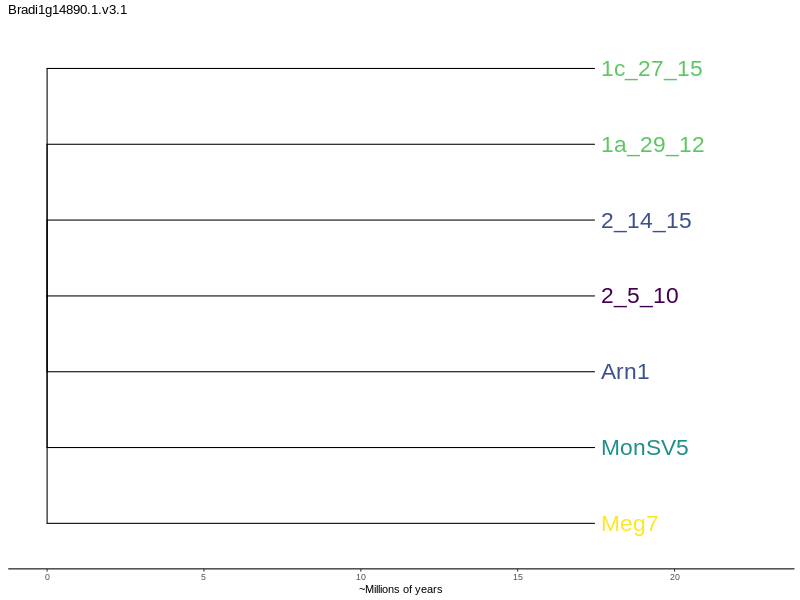 Bradi1g14890.1.v3.1
1c_27_15
1a_29_12
2_14_15
2_5_10
Arn1
MonSV5
Meg7
0 5 10 15 20
~Millions of years